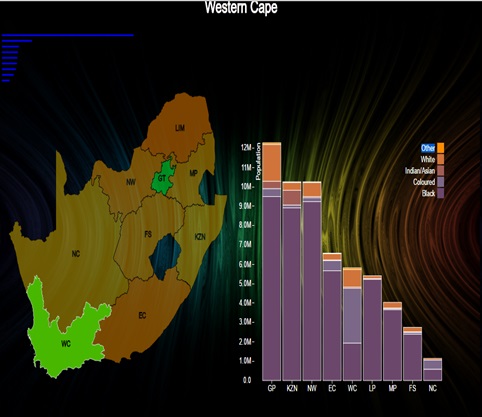 Western Cape
LIM
GT
MP
NW
FS
KZN
NC
EC
WC
Population
12M
11M
10.0M
9.0M
8.0M
7.0M
6.0M
5.0M
4.0M
3.0M
2.0M
1.0M
0.0
Other
White
Indian/Asian
Coloured
Black
GP KZN NW EC WC LP MP FS NC